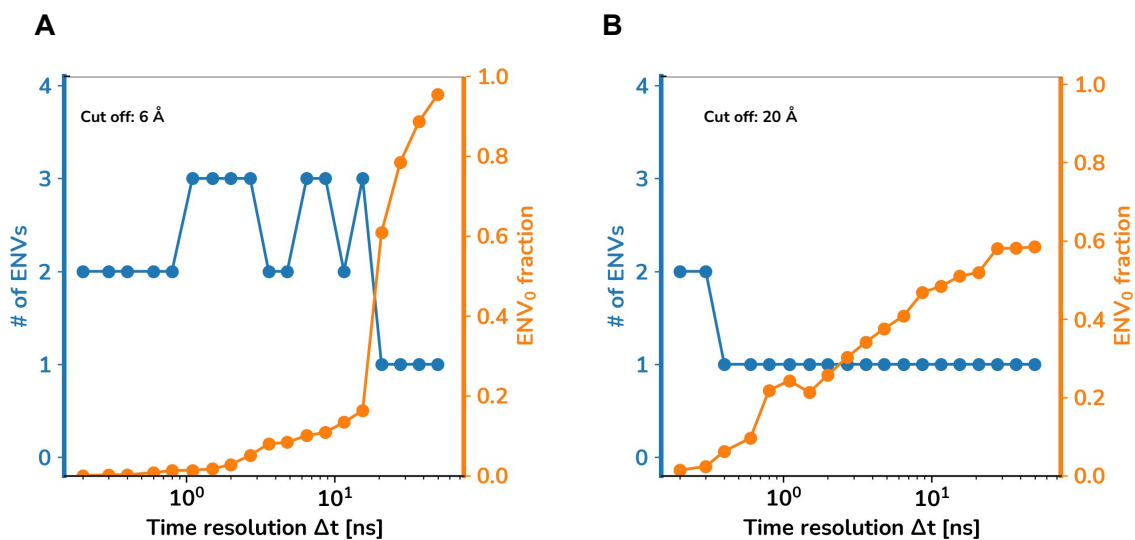 A
Cut off: 6 Å
# of ENVs
4
3
2
1
0
ENV₀ fraction
1.0
0.8
0.6
0.4
0.2
0.0
10⁰
10¹
Time resolution Δt [ns]
B
Cut off: 20 Å
# of ENVs
4
3
2
1
0
ENV₀ fraction
1.0
0.8
0.6
0.4
0.2
0.0
10⁰
10¹
Time resolution Δt [ns]